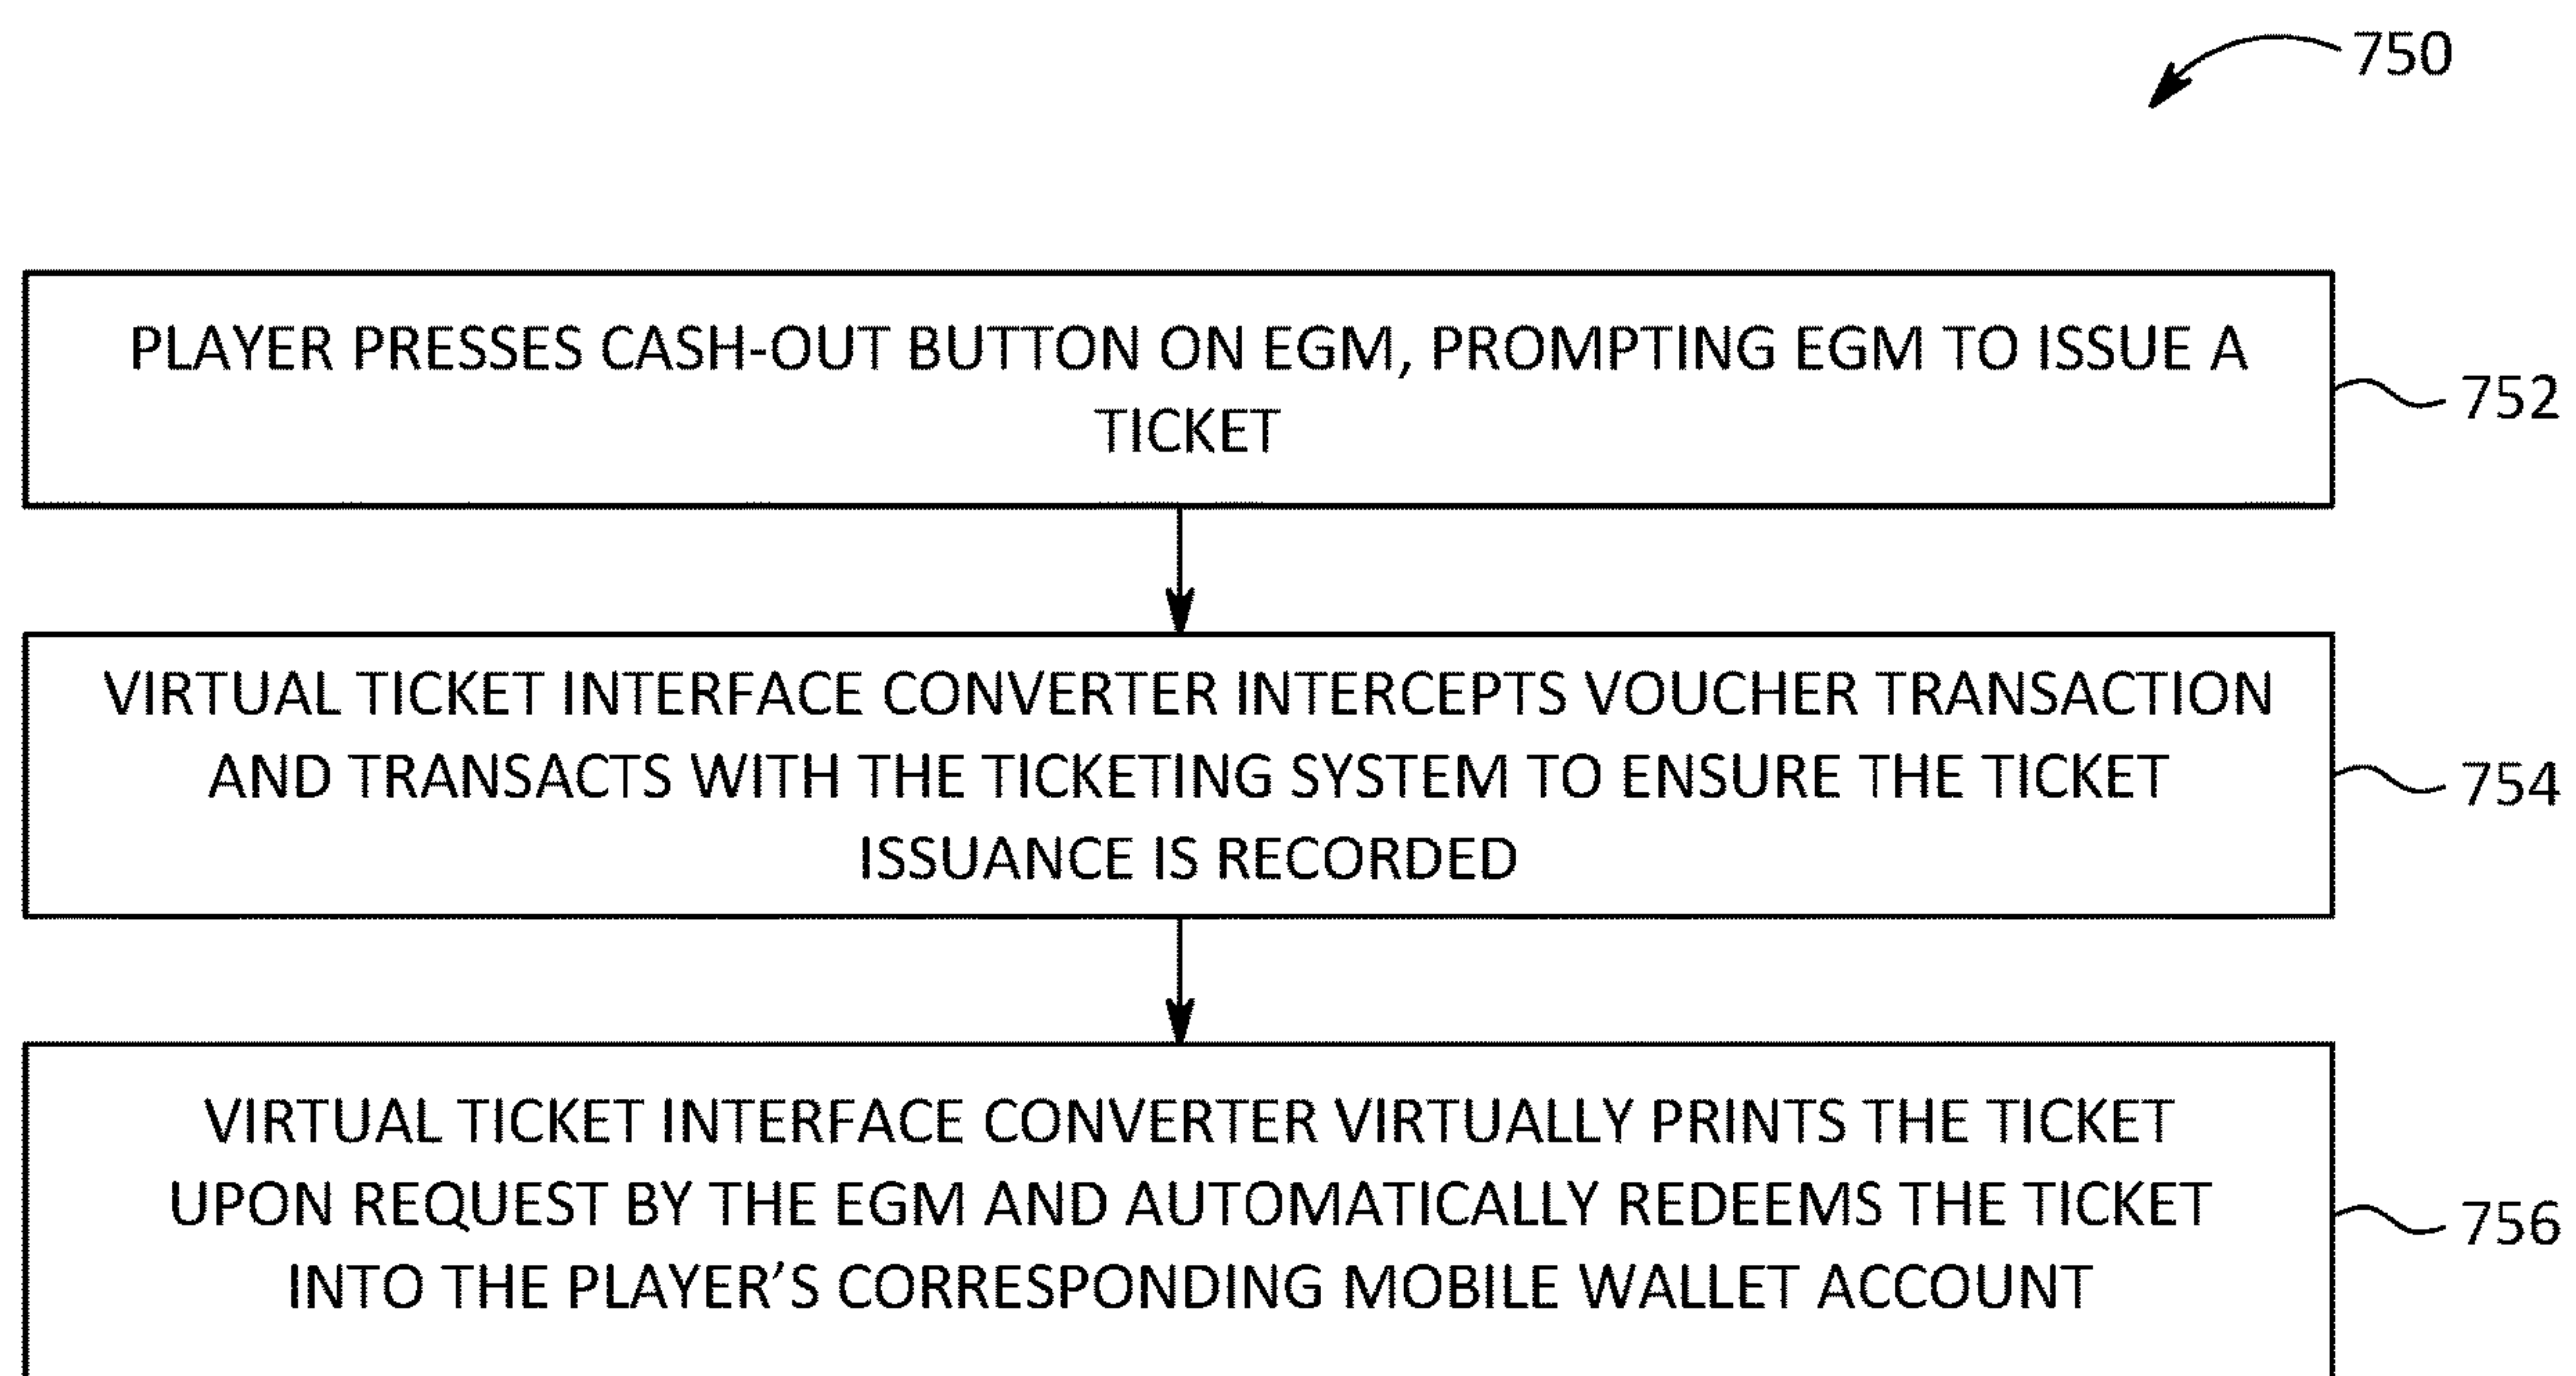 750
PLAYER PRESSES CASH-OUT BUTTON ON EGM, PROMPTING EGM TO ISSUE A
TICKET
752
VIRTUAL TICKET INTERFACE CONVERTER INTERCEPTS VOUCHER TRANSACTION
AND TRANSACTS WITH THE TICKETING SYSTEM TO ENSURE THE TICKET
ISSUANCE IS RECORDED
754
VIRTUAL TICKET INTERFACE CONVERTER VIRTUALLY PRINTS THE TICKET
UPON REQUEST BY THE EGM AND AUTOMATICALLY REDEEMS THE TICKET
INTO THE PLAYER’S CORRESPONDING MOBILE WALLET ACCOUNT
756